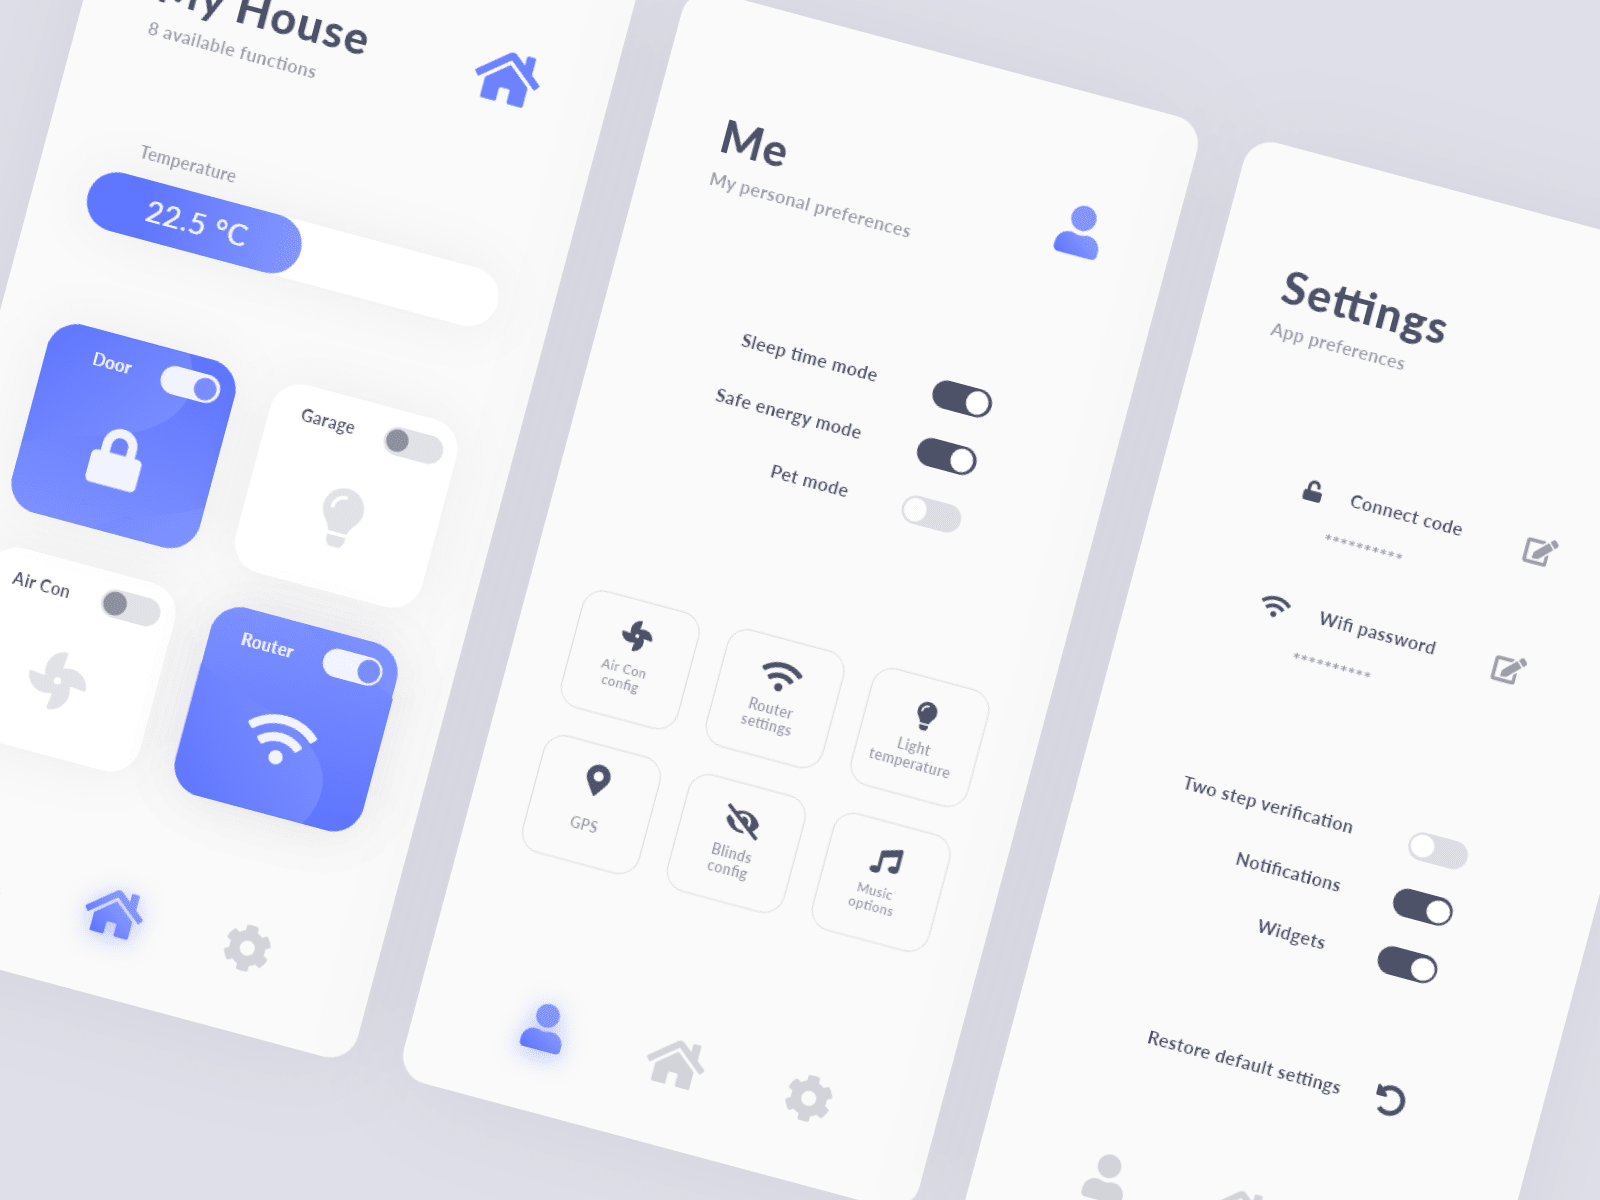 My House
8 available functions
Temperature
22.5 °C
Door
Garage
Air Con
Router
Me
My personal preferences
Sleep time mode
Safe energy mode
Pet mode
Air Con
config
Router
settings
Light
temperature
GPS
Blinds
config
Music
options
Settings
App preferences
Connect code
**********
Wifi password
**********
Two step verification
Notifications
Widgets
Restore default settings